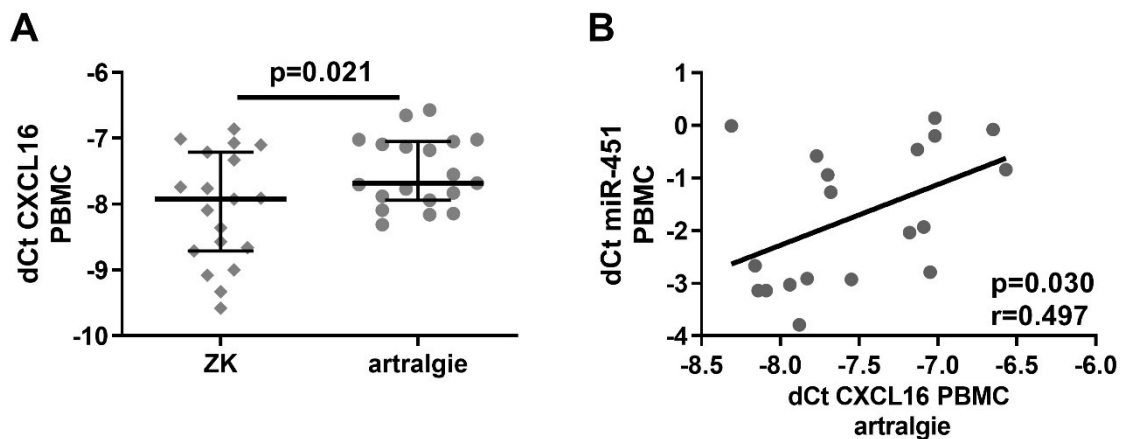 A
dCt CXCL16
PBMC
-6
-7
-8
-9
-10
p=0.021
ZK
artralgie
B
dCt miR-451
PBMC
1
0
-1
-2
-3
-4
p=0.030
r=0.497
-8.5
-8.0
-7.5
-7.0
-6.5
-6.0
dCt CXCL16 PBMC
artralgie